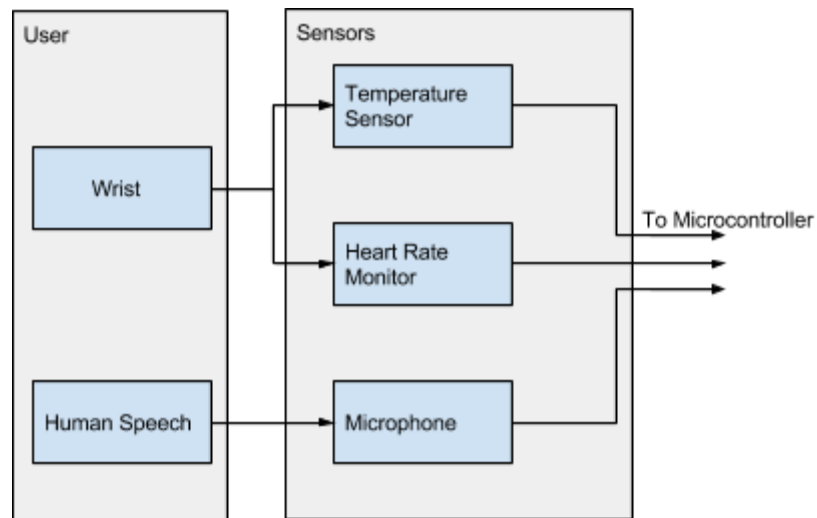 User
Sensors
Temperature
Sensor
Wrist
To Microcontroller
Heart Rate
Monitor
Human Speech
Microphone